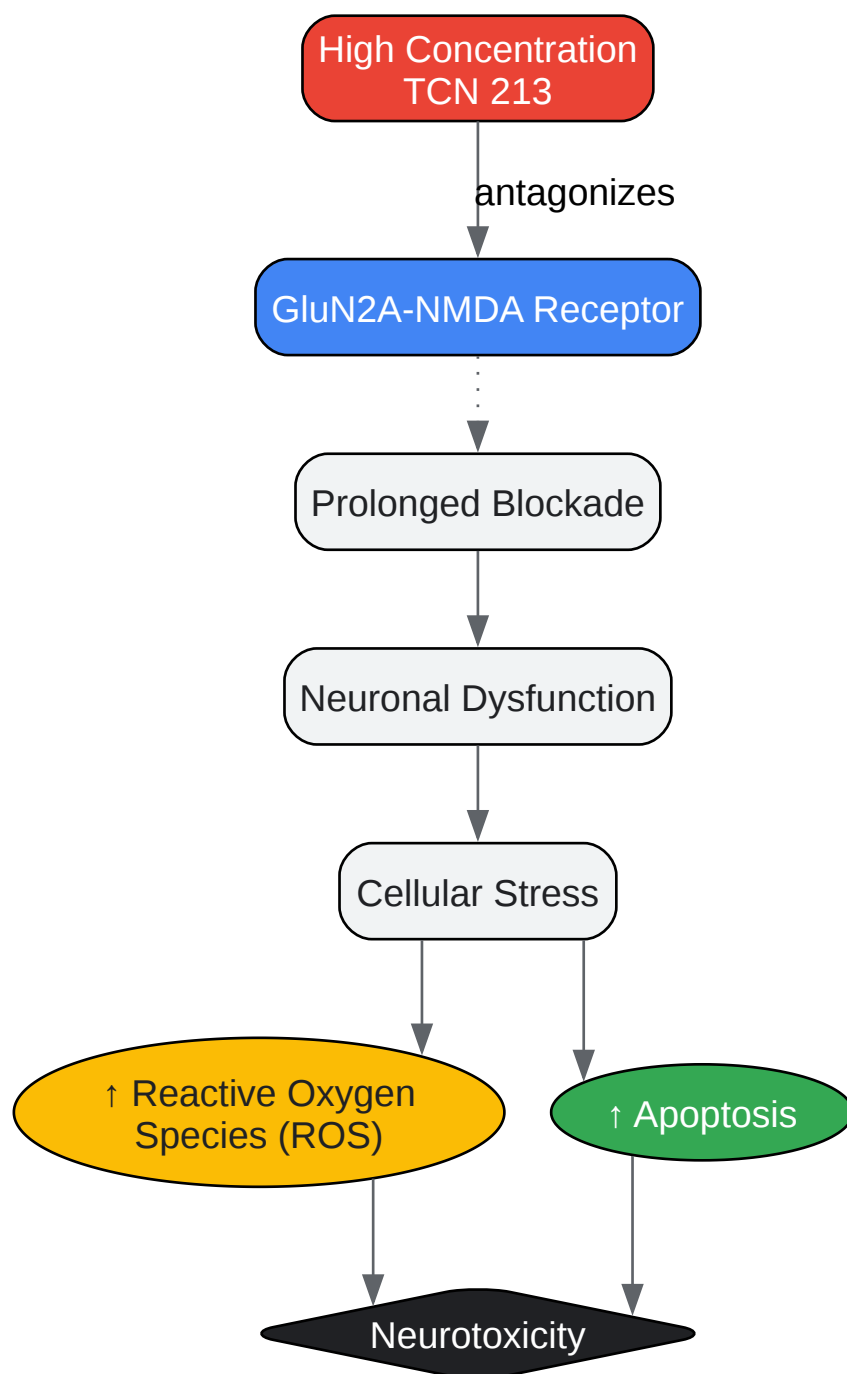 High Concentration
TCN 213
antagonizes
GluN2A-NMDA Receptor
Prolonged Blockade
Neuronal Dysfunction
Cellular Stress
↑ Reactive Oxygen
Species (ROS)
↑ Apoptosis
Neurotoxicity